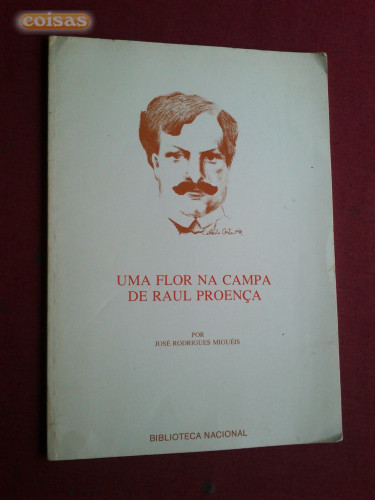 coisas
UMA FLOR NA CAMPA
DE RAUL PROENÇA
POR
JOSÉ RODRIGUES MIGUÉIS
BIBLIOTECA NACIONAL